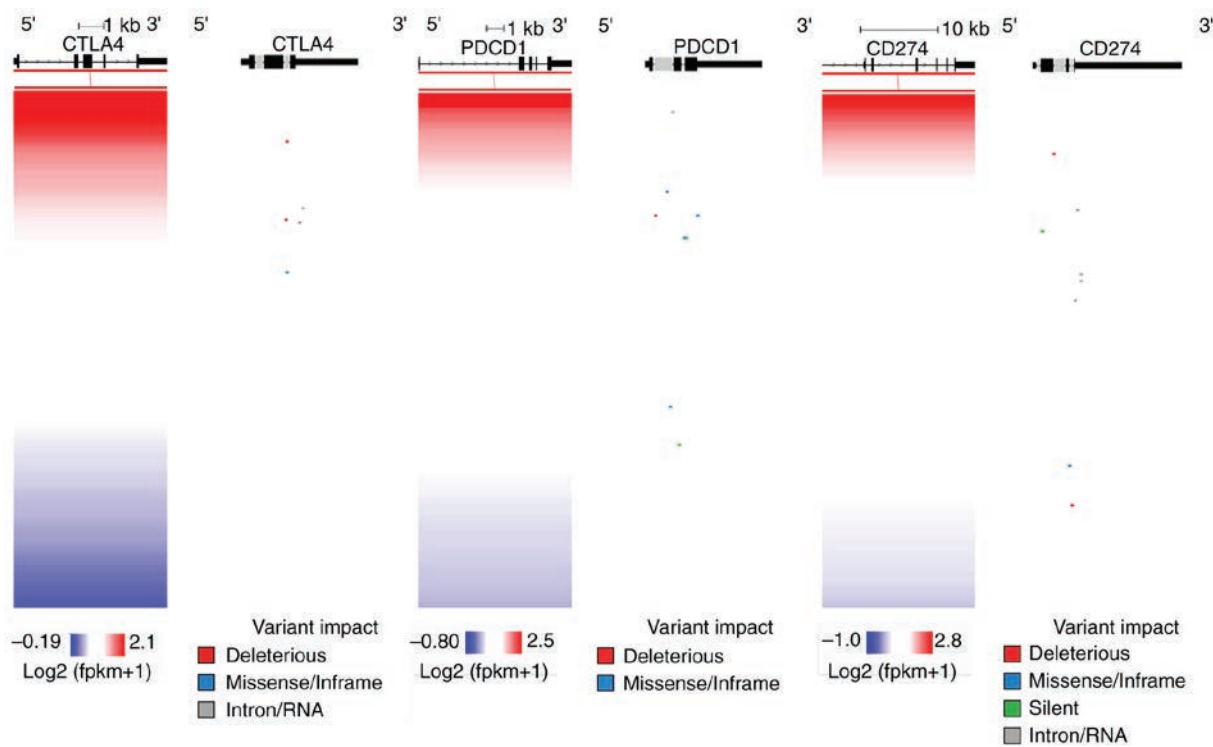 5' 1 kb 3'
CTLA4
5' 3'
CTLA4
5' 1 kb 3'
PDCD1
5' 3'
PDCD1
5' 10 kb 3'
CD274
5' 3'
CD274
–0.19 2.1
Log2 (fpkm+1)
Variant impact
Deleterious
Missense/Inframe
Intron/RNA
–0.80 2.5
Log2 (fpkm+1)
Variant impact
Deleterious
Missense/Inframe
–1.0 2.8
Log2 (fpkm+1)
Variant impact
Deleterious
Missense/Inframe
Silent
Intron/RNA